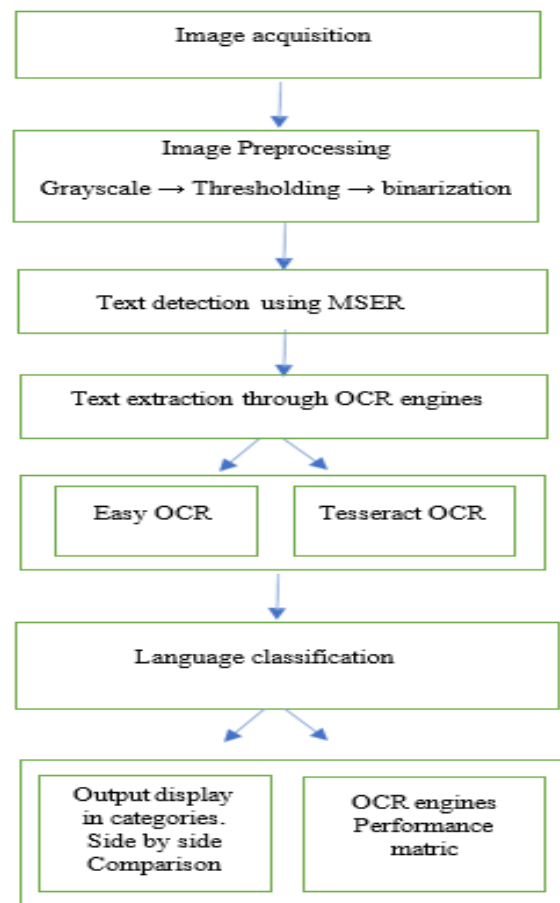 Image acquisition
Image Preprocessing
Grayscale → Thresholding → binarization
Text detection using MSER
Text extraction through OCR engines
Easy OCR
Tesseract OCR
Language classification
Output display
in categories.
Side by side
Comparison
OCR engines
Performance
matric